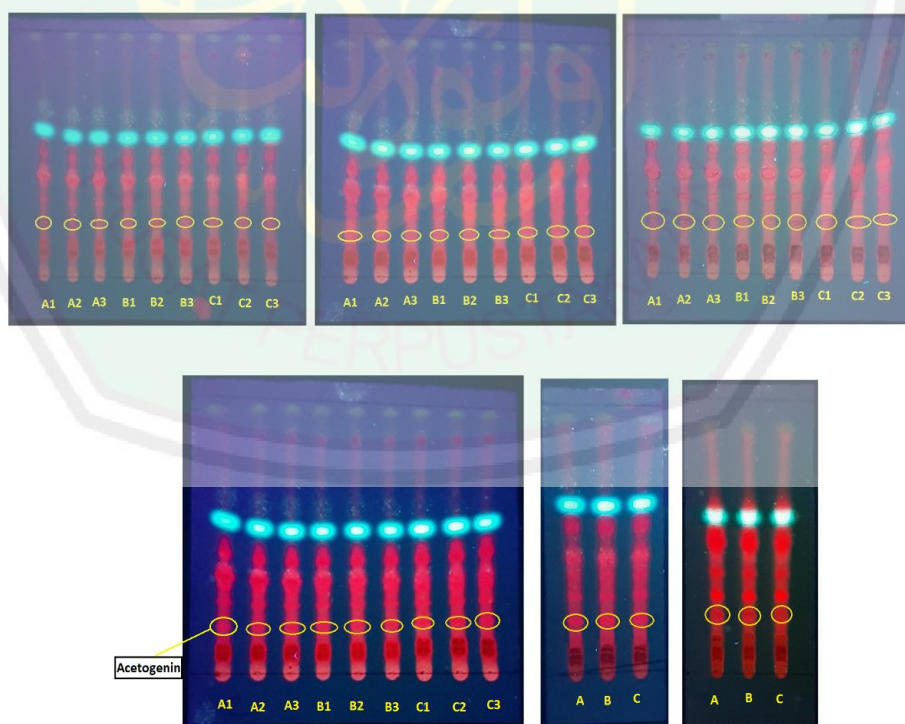 A1 A2 A3 B1 B2 B3 C1 C2 C3
A1 A2 A3 B1 B2 B3 C1 C2 C3
A1 A2 A3 B1 B2 B3 C1 C2 C3
PERPUSTAKAAN
Acetogenin
A1 A2 A3 B1 B2 B3 C1 C2 C3
A B C
A B C